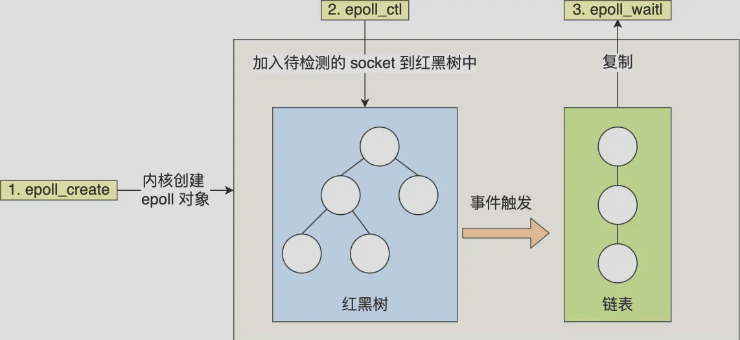 2. epoll_ctl
3. epoll_waitl
加入待检测的 socket 到红黑树中
复制
1. epoll_create
内核创建
epoll 对象
事件触发
红黑树
链表